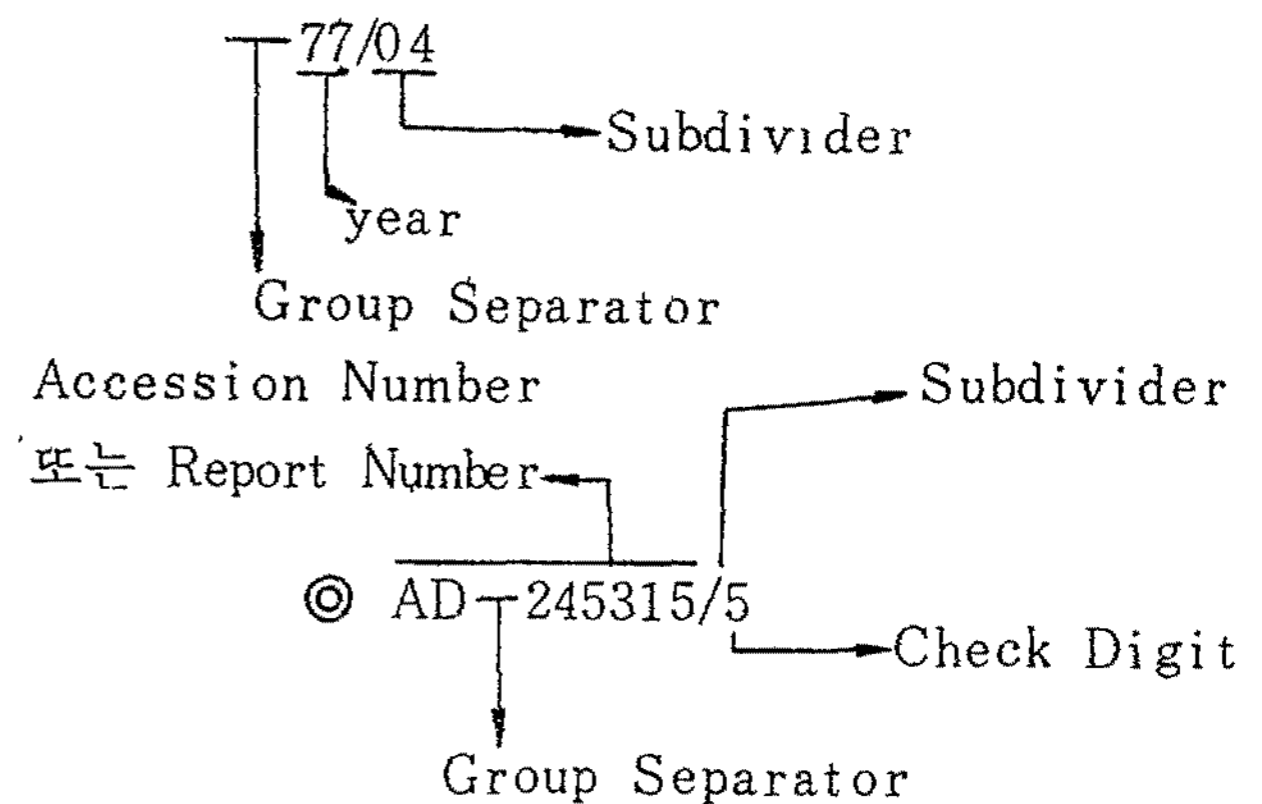 —77/04
Subdivider
year
Group Separator
Accession Number
Subdivider
또는 Report Number
◎ AD—245315/5
Check Digit
Group Separator